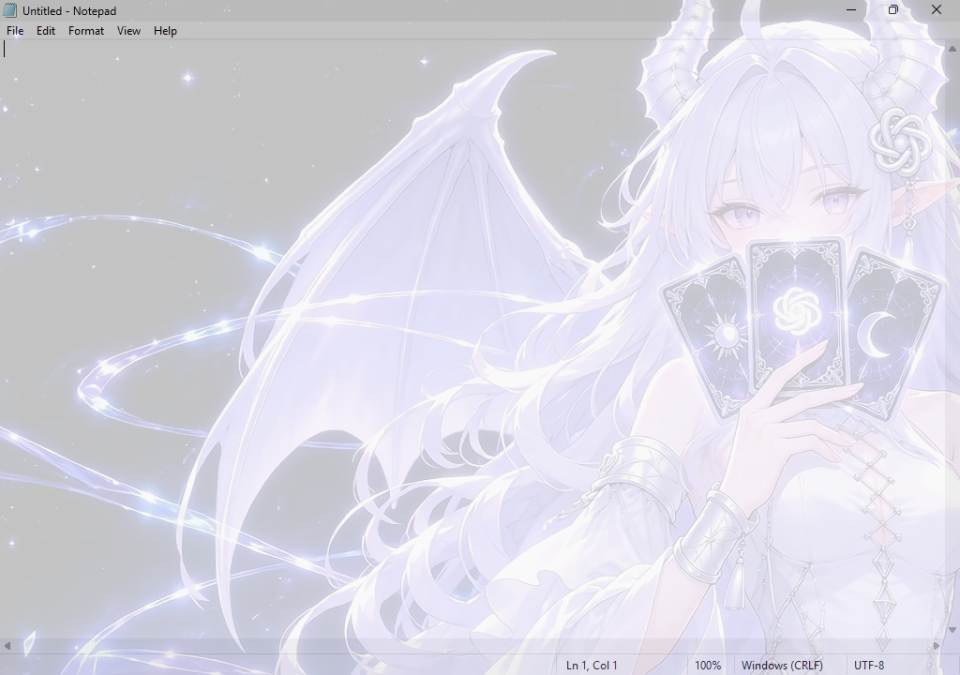 Untitled - Notepad
File Edit Format View Help
Ln 1, Col 1 100% Windows (CRLF) UTF-8